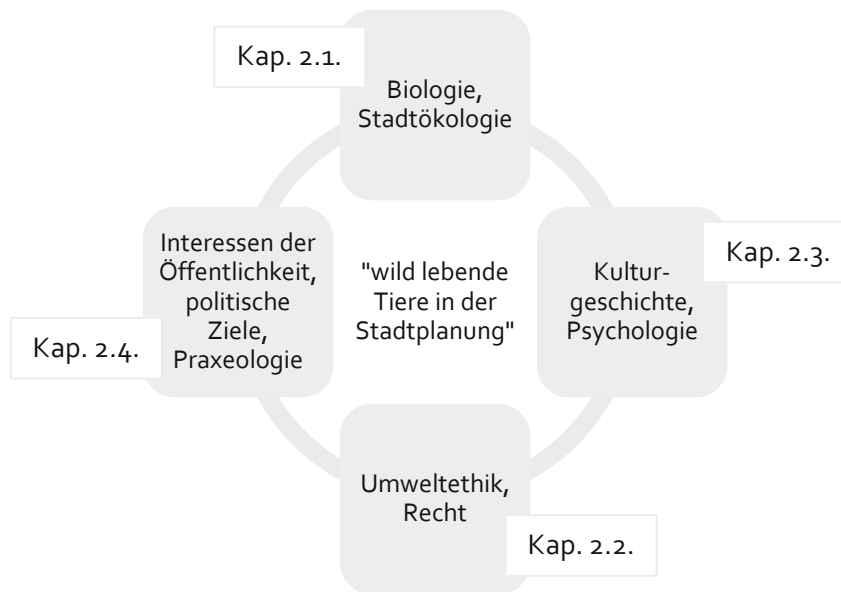 Kap. 2.1.
Biologie,
Stadtökologie
Interessen der
Öffentlichkeit,
politische
Ziele,
Praxeologie
Kap. 2.4.
"wild lebende
Tiere in der
Stadtplanung"
Kap. 2.3.
Kultur-
geschichte,
Psychologie
Umweltethik,
Recht
Kap. 2.2.